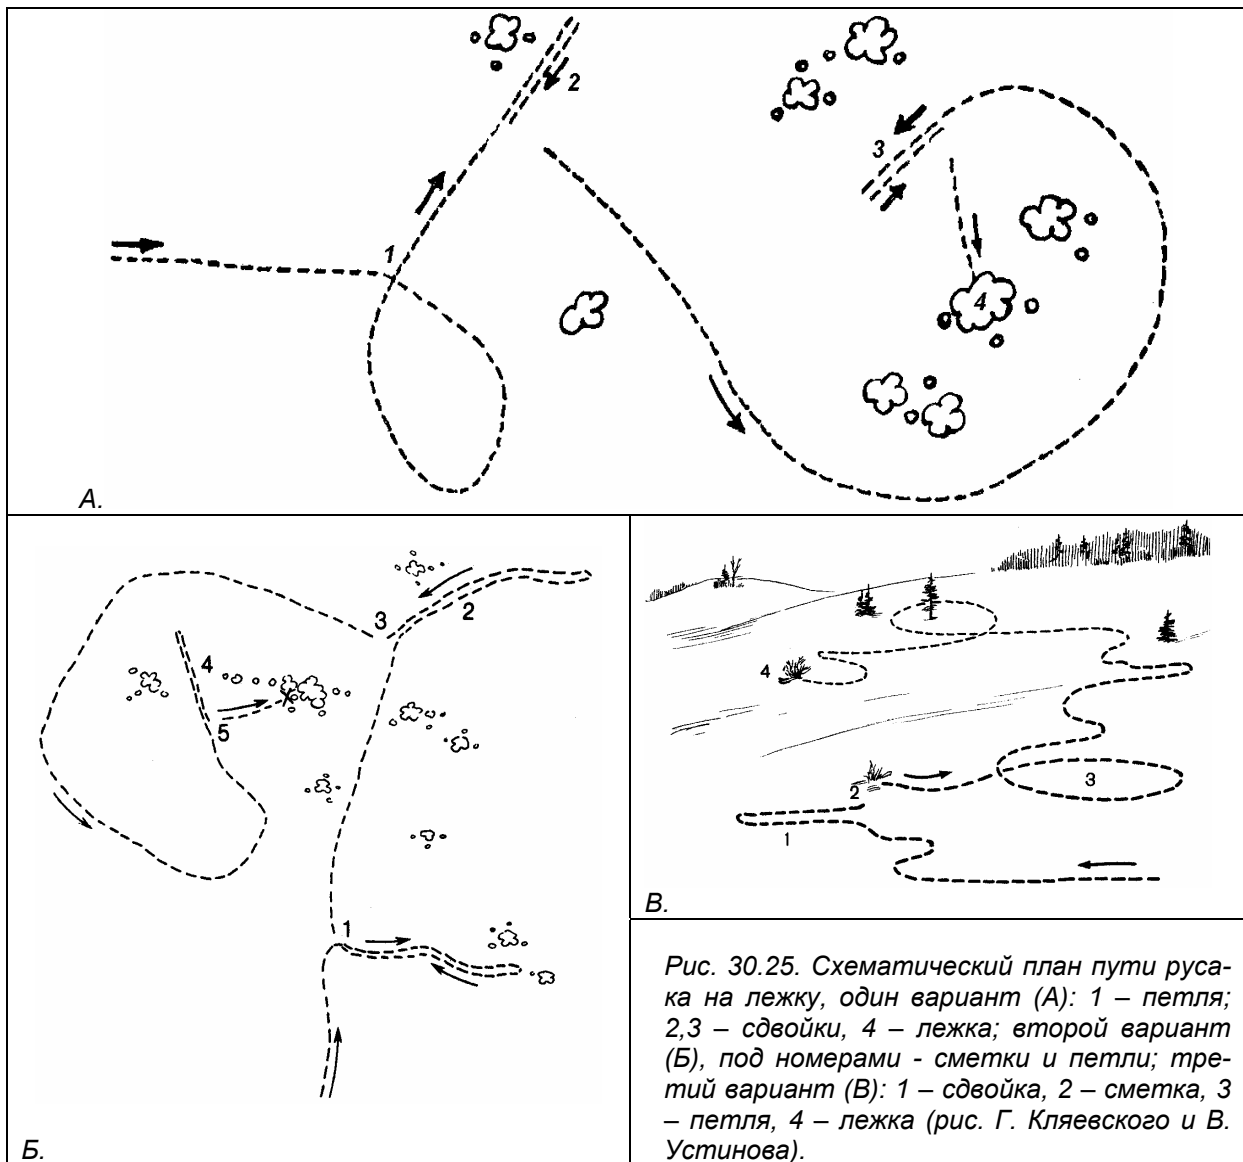 2
3
1
4
А.
3
2
4
5
1
Б.
4
2
3
1
В.
Рис. 30.25. Схематический план пути руса-
ка на лежку, один вариант (А): 1 – петля;
2,3 – сдвойки, 4 – лежка; второй вариант
(Б), под номерами - сметки и петли; тре-
тий вариант (В): 1 – сдвойка, 2 – сметка, 3
– петля, 4 – лежка (рис. Г. Кляевского и В.
Устинова).